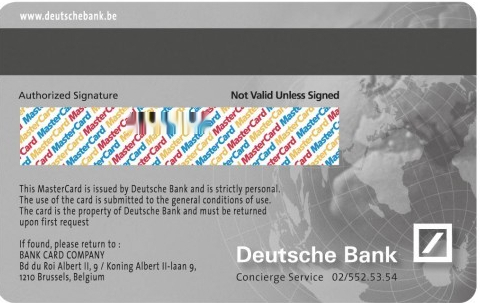 www.deutschebank.be
Authorized Signature
Not Valid Unless Signed
This MasterCard is issued by Deutsche Bank and is strictly personal.
The use of the card is submitted to the general conditions of use.
The card is the property of Deutsche Bank and must be returned
upon first request
If found, please return to :
BANK CARD COMPANY
Bd du Roi Albert II, 9 / Koning Albert II-laan 9,
1210 Brussels, Belgium
Deutsche Bank
Concierge Service 02/552.53.54